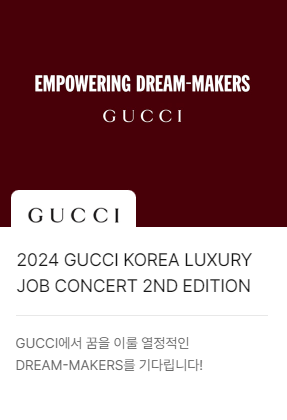 EMPOWERING DREAM-MAKERS
GUCCI
GUCCI
2024 GUCCI KOREA LUXURY
JOB CONCERT 2ND EDITION
GUCCI에서 꿈을 이룰 열정적인
DREAM-MAKERS를 기다립니다!